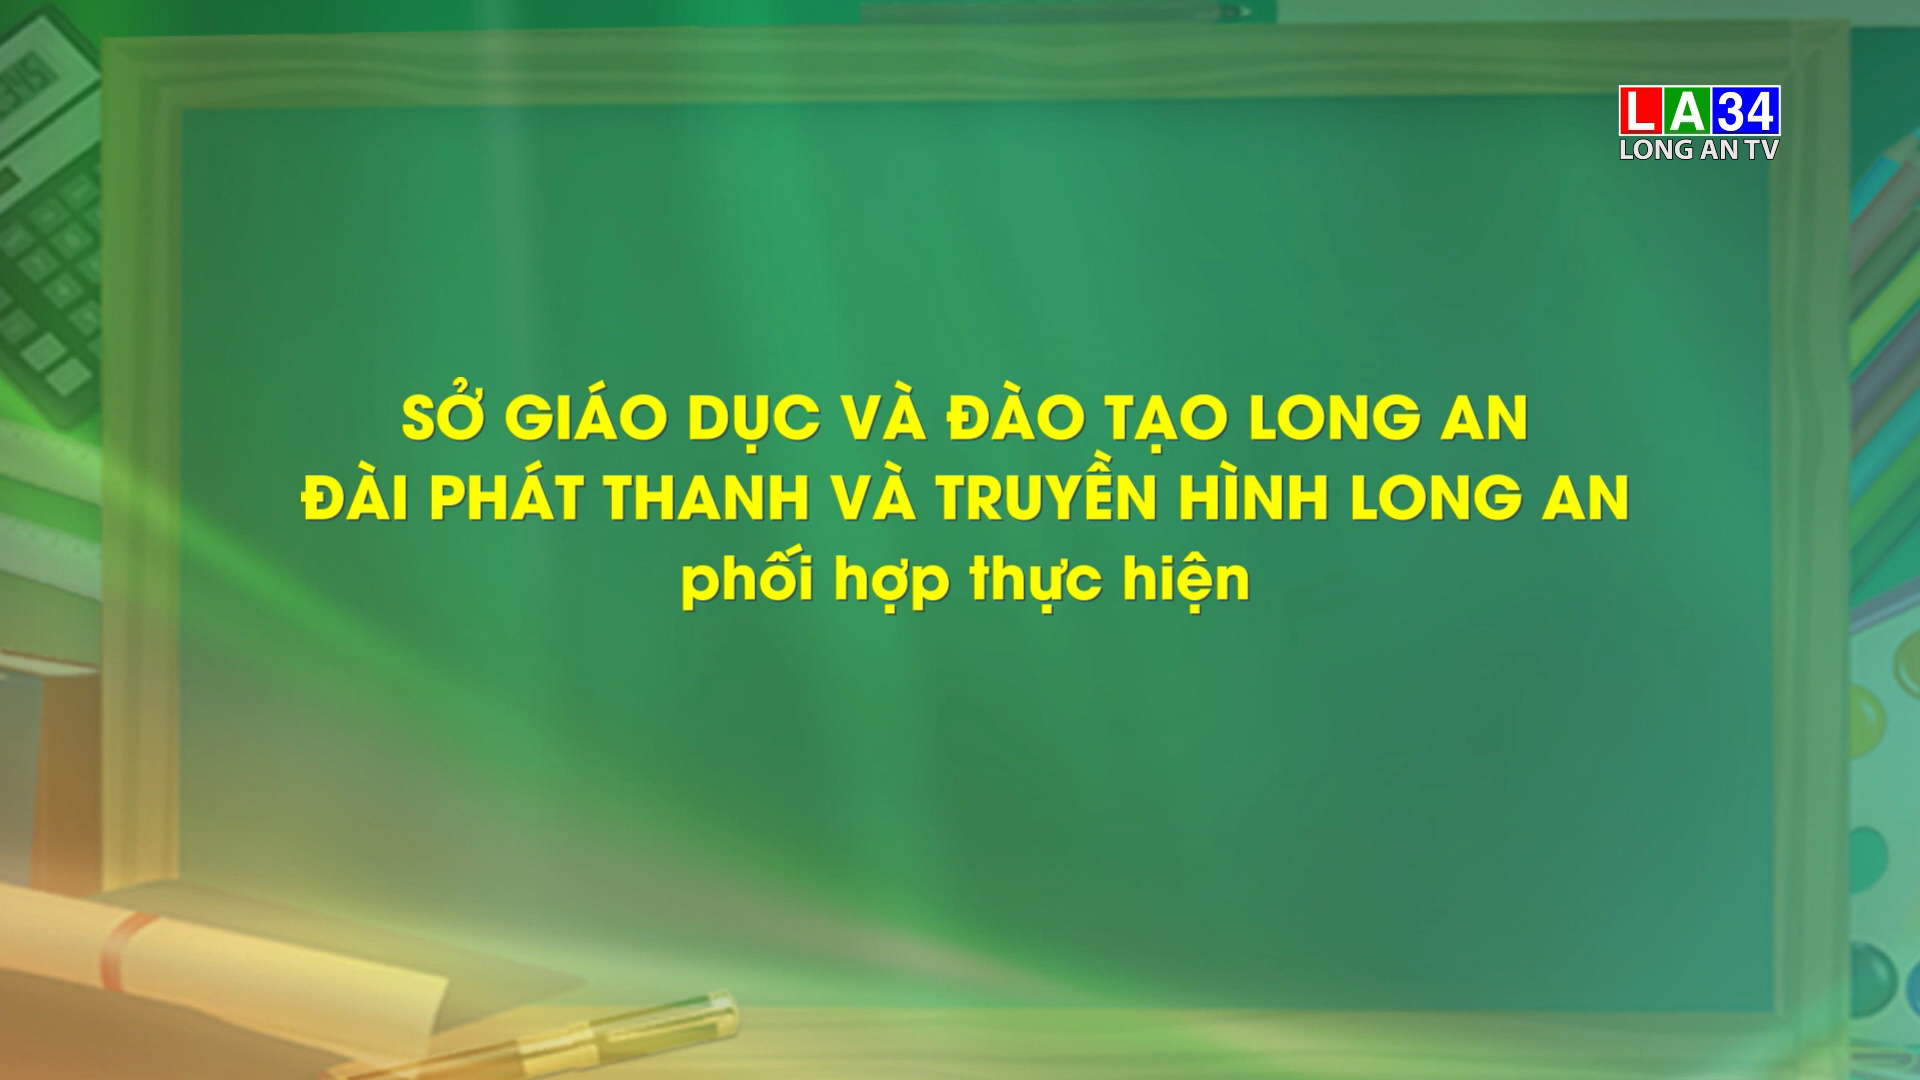 LA34
LONG AN TV
SỞ GIÁO DỤC VÀ ĐÀO TẠO LONG AN
ĐÀI PHÁT THANH VÀ TRUYỀN HÌNH LONG AN
phối hợp thực hiện